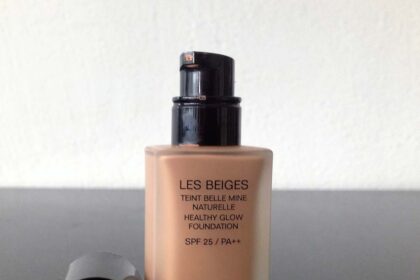 LES BEIGES
TEINT BELLE MINE
NATURELLE
HEALTHY GLOW
FOUNDATION
SPF 25 / PA++